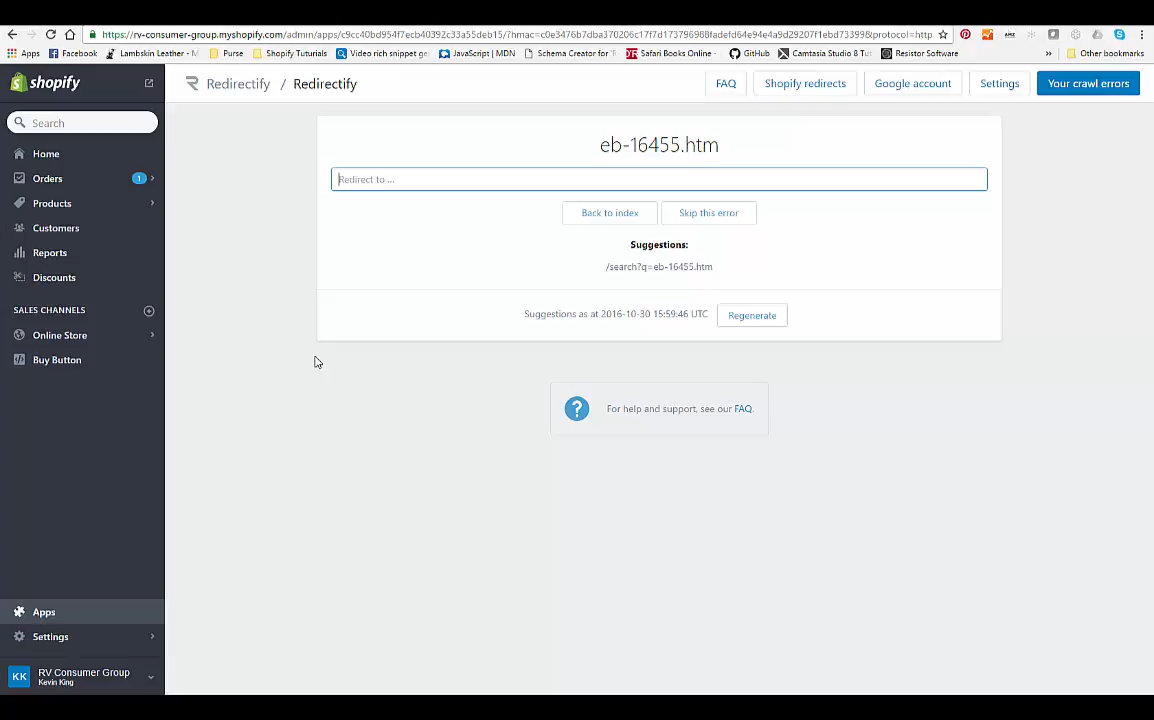 https://rv-consumer-group.myshopify.com/admin/apps/c9cc40bd954f7ecb40392c33a55deb15/?hmac=c0e3476b7dba370206c17f7d173796988fadefd64e94e4a9d29207f1ebd73399&protocol=http
Apps Facebook Lambskin Leather - N Purse Shopify Tuturials Video rich snippet ge JavaScript | MDN Schema Creator for Safari Books Online - GitHub Camtasia Studio 8 Tut Resistor Software » Other bookmarks
shopify
Redirectify / Redirectify
FAQ
Shopify redirects
Google account
Settings
Your crawl errors
Search
Home
Orders 1
Products
Customers
Reports
Discounts
SALES CHANNELS
Online Store
Buy Button
Apps
Settings
KK RV Consumer Group
Kevin King
eb-16455.htm
Redirect to ...
Back to index
Skip this error
Suggestions:
/search?q=eb-16455.htm
Suggestions as at 2016-10-30 15:59:46 UTC
Regenerate
? For help and support, see our FAQ.